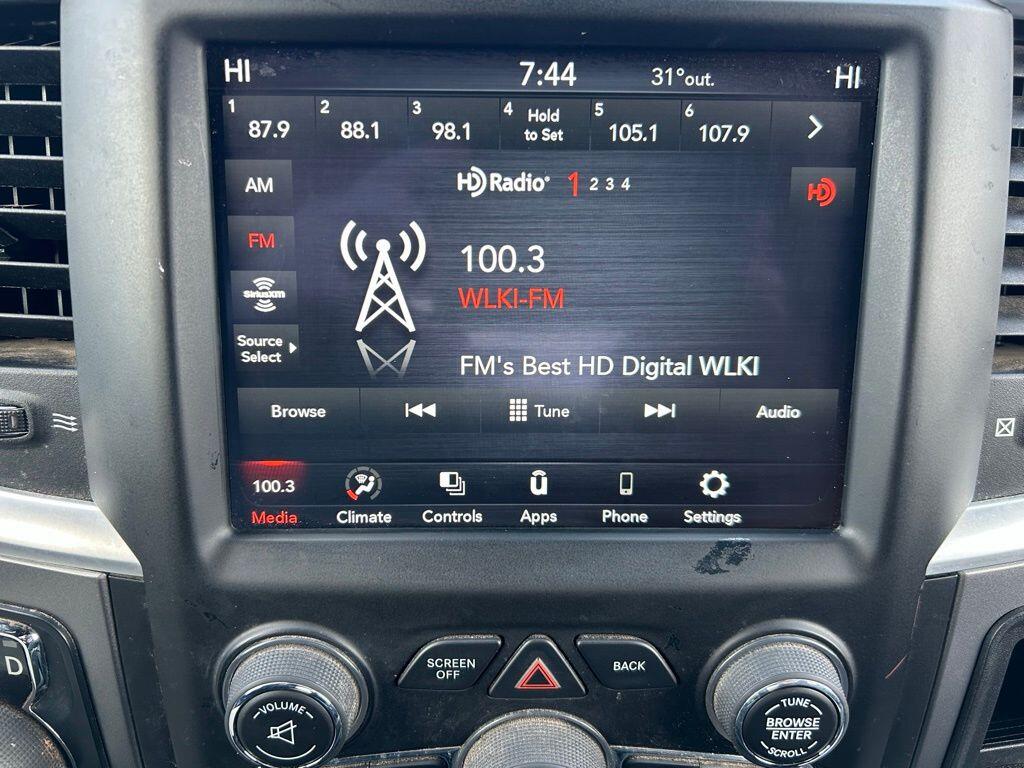 HI 7:44 31°out. HI
1 87.9 2 88.1 3 98.1 4 Hold to Set 5 105.1 6 107.9
AM
HD Radio® 1 2 3 4
HD
FM
100.3
WLKI-FM
SiriusXM
Source
Select
FM's Best HD Digital WLKI
Browse Tune Audio
100.3
Media Climate Controls Apps Phone Settings
D
SCREEN
OFF
BACK
VOLUME
TUNE
BROWSE
ENTER
SCROLL